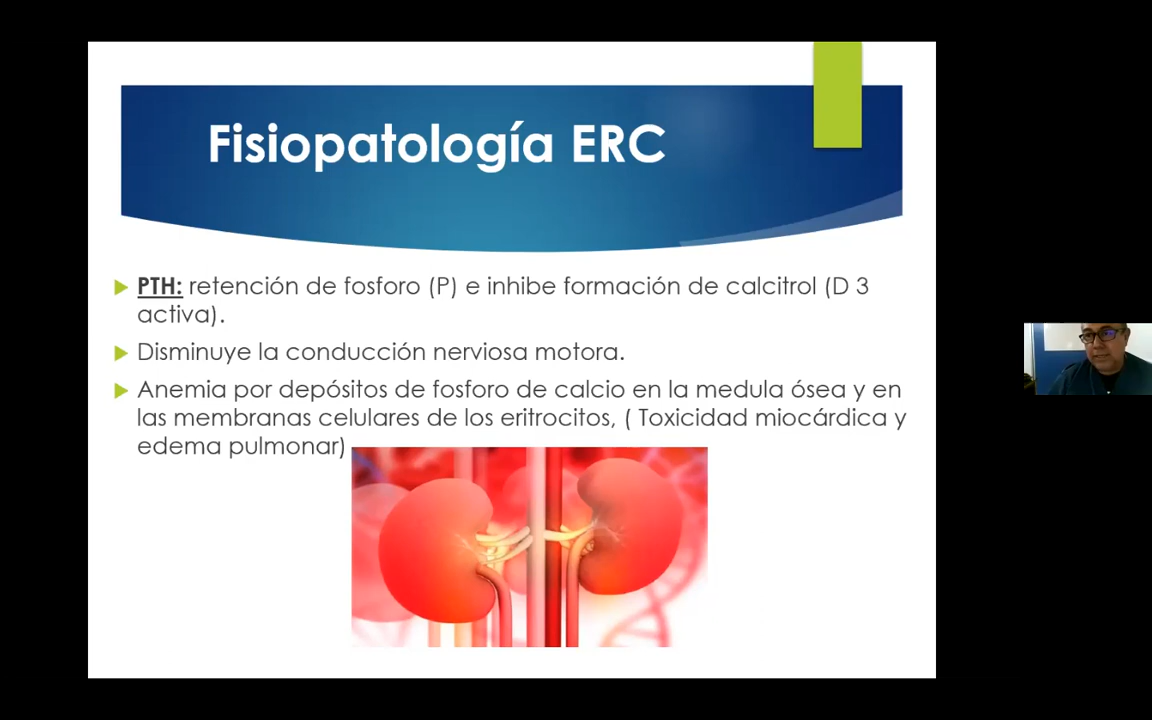 Fisiopatología ERC
PTH: retención de fosforo (P) e inhibe formación de calcitrol (D 3
activa).
Disminuye la conducción nerviosa motora.
Anemia por depósitos de fosforo de calcio en la medula ósea y en
las membranas celulares de los eritrocitos, ( Toxicidad miocárdica y
edema pulmonar)